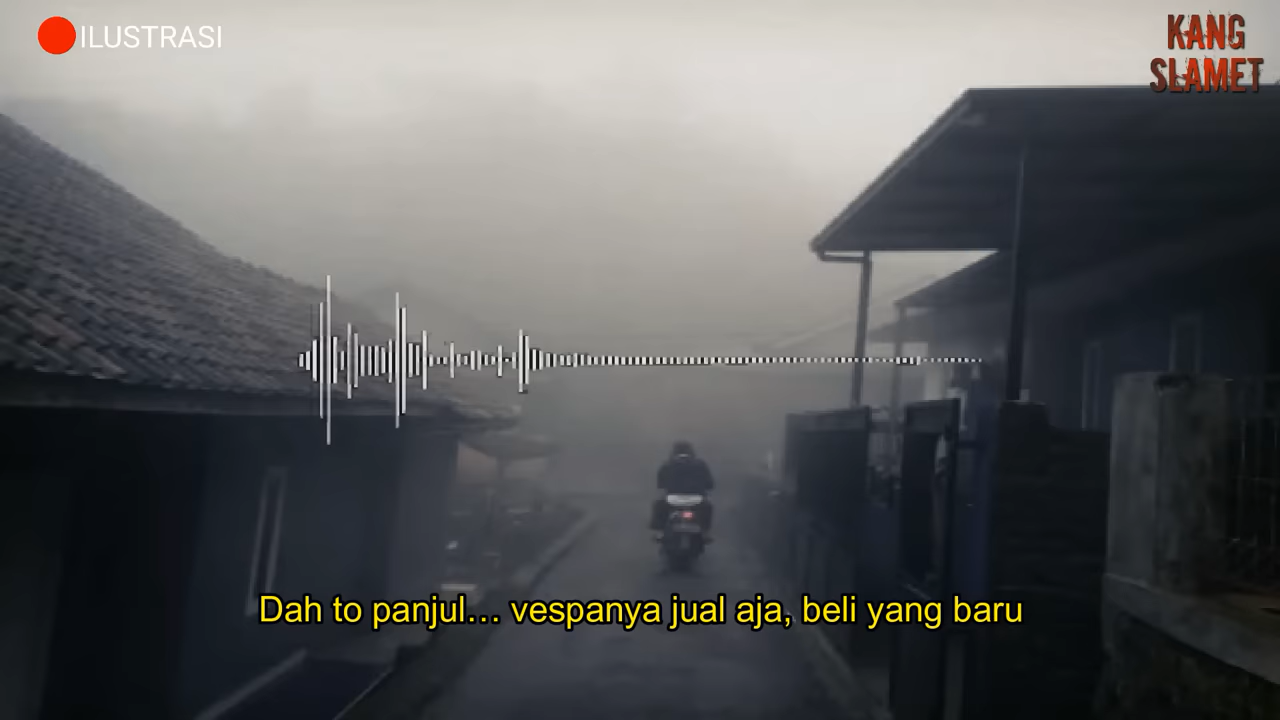 ILUSTRASI
KANG
SLAMET
Dah to panjul... vespanya jual aja, beli yang baru